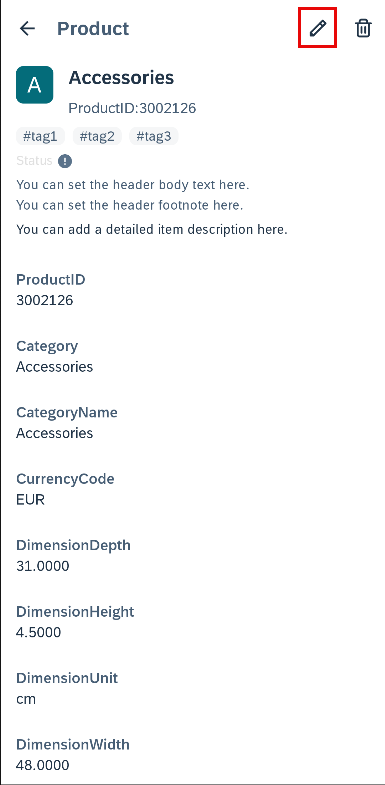 Product
A
Accessories
ProductID:3002126
#tag1 #tag2 #tag3
Status
You can set the header body text here.
You can set the header footnote here.
You can add a detailed item description here.
ProductID
3002126
Category
Accessories
CategoryName
Accessories
CurrencyCode
EUR
DimensionDepth
31.0000
DimensionHeight
4.5000
DimensionUnit
cm
DimensionWidth
48.0000